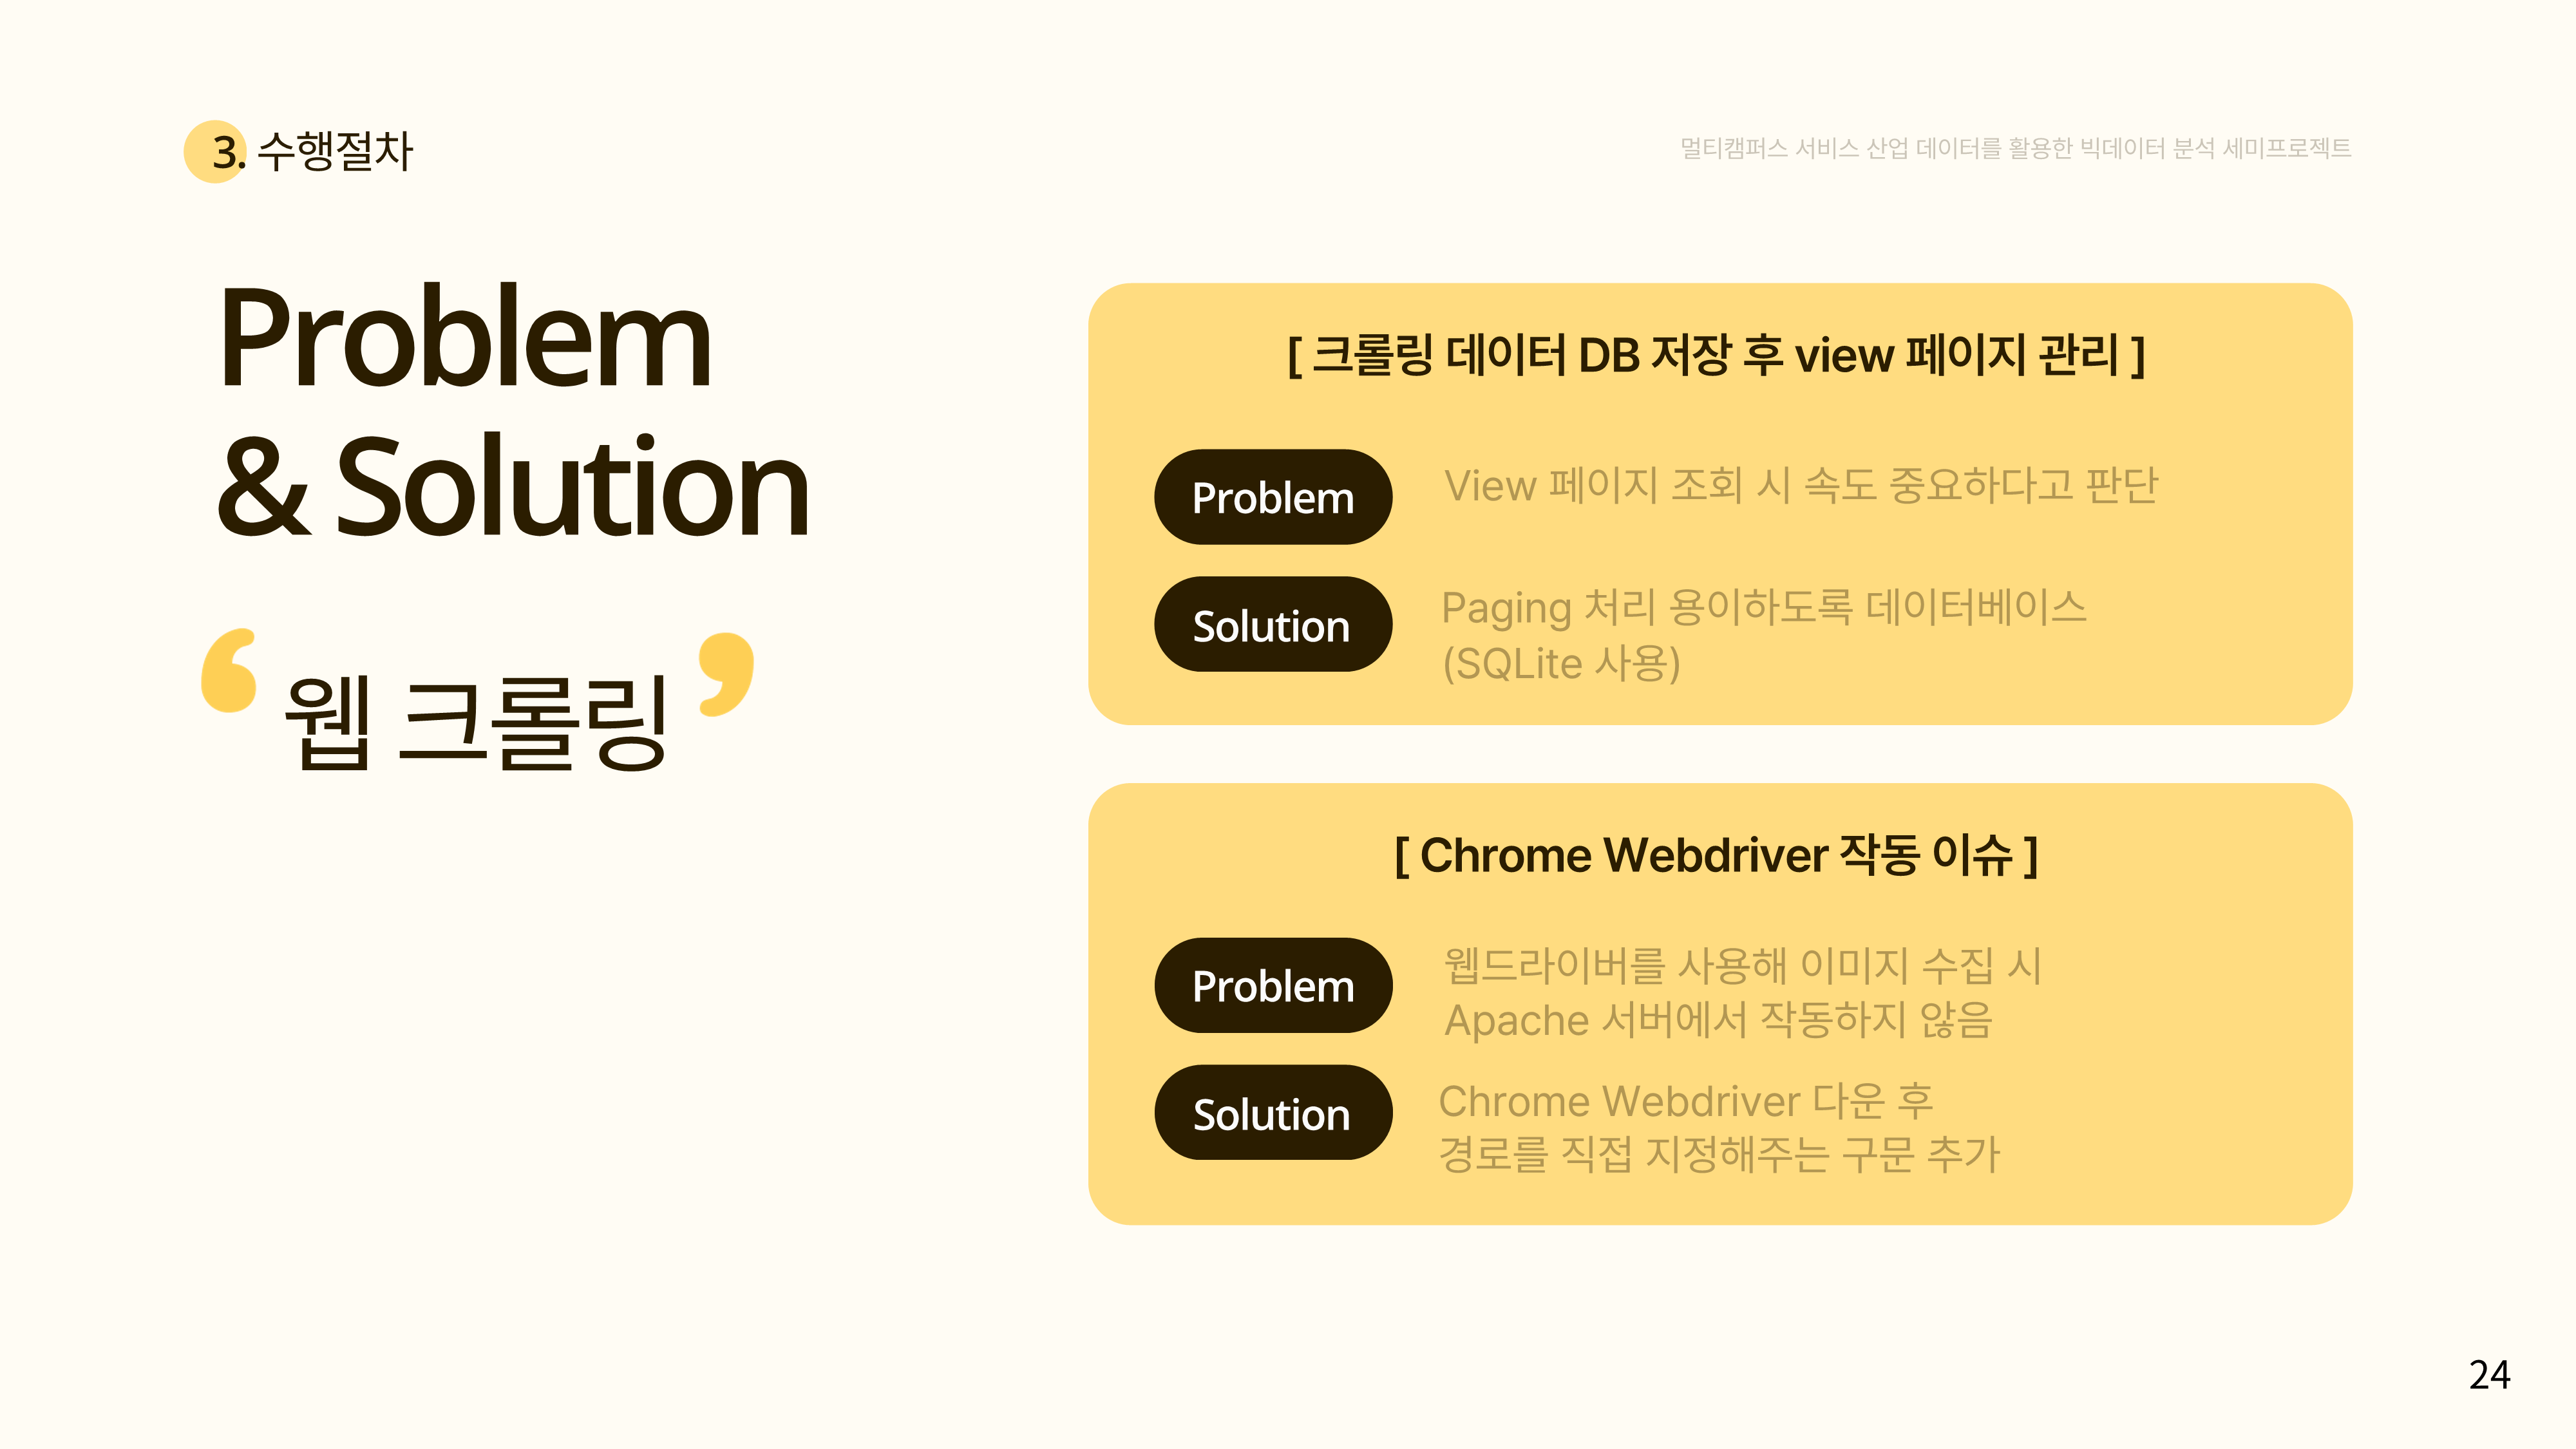 3. 수행절차
멀티캠퍼스 서비스 산업 데이터를 활용한 빅데이터 분석 세미프로젝트
Problem
& Solution
‘ 웹 크롤링 ’
[ 크롤링 데이터 DB 저장 후 view 페이지 관리 ]
Problem
View 페이지 조회 시 속도 중요하다고 판단
Solution
Paging 처리 용이하도록 데이터베이스
(SQLite 사용)
[ Chrome Webdriver 작동 이슈 ]
Problem
웹드라이버를 사용해 이미지 수집 시
Apache 서버에서 작동하지 않음
Solution
Chrome Webdriver 다운 후
경로를 직접 지정해주는 구문 추가
24